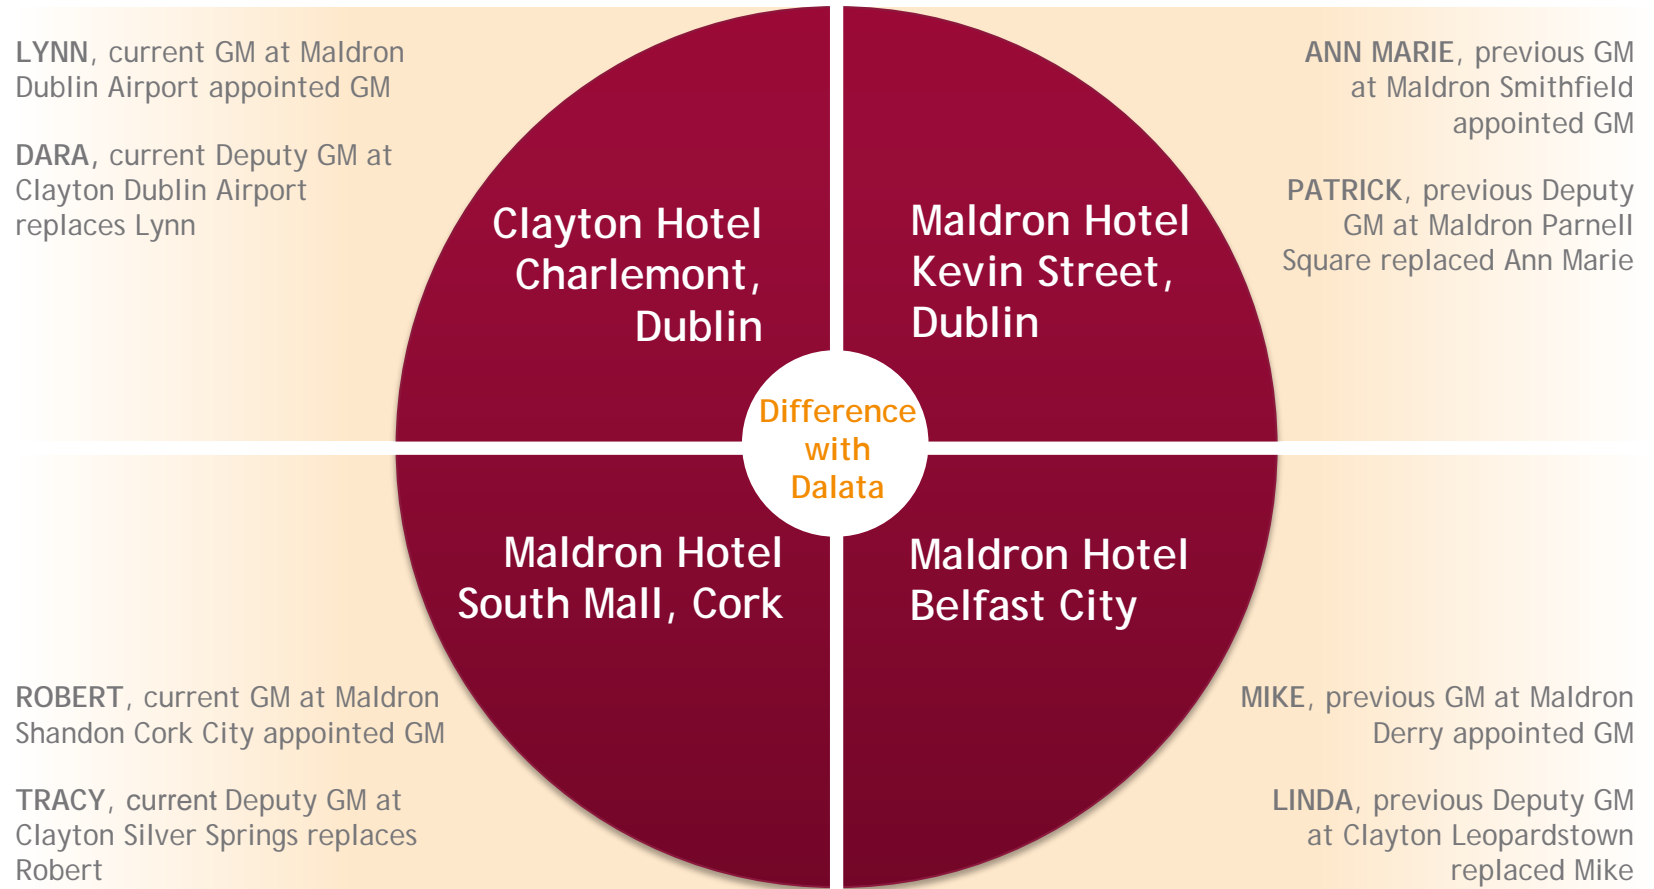 LYNN, current GM at Maldron
Dublin Airport appointed GM
DARA, current Deputy GM at
Clayton Dublin Airport
replaces Lynn
Clayton Hotel
Charlemont,
Dublin
Maldron Hotel
Kevin Street,
Dublin
ANN MARIE, previous GM
at Maldron Smithfield
appointed GM
PATRICK, previous Deputy
GM at Maldron Parnell
Square replaced Ann Marie
Difference
with
Dalata
Maldron Hotel
South Mall, Cork
Maldron Hotel
Belfast City
ROBERT, current GM at Maldron
Shandon Cork City appointed GM
TRACY, current Deputy GM at
Clayton Silver Springs replaces
Robert
MIKE, previous GM at Maldron
Derry appointed GM
LINDA, previous Deputy GM
at Clayton Leopardstown
replaced Mike